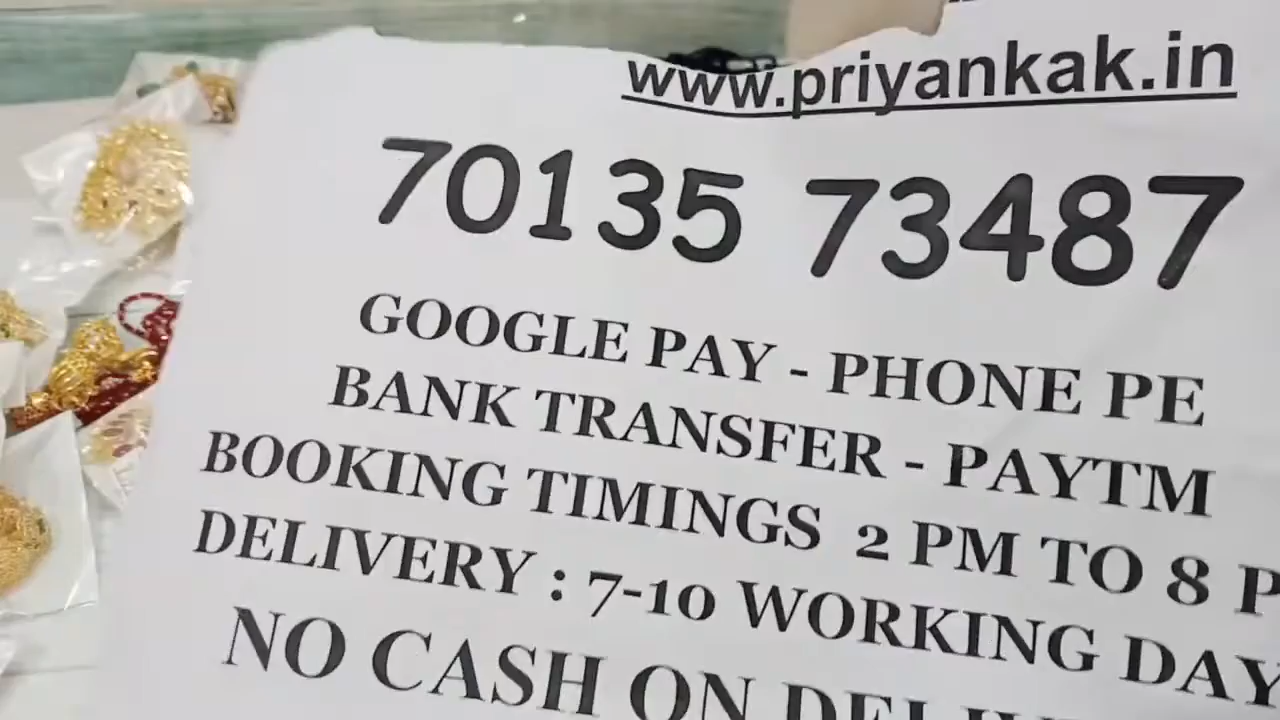 www.priyankak.in
70135 73487
GOOGLE PAY - PHONE PE
BANK TRANSFER - PAYTM
BOOKING TIMINGS 2 PM TO 8 P
DELIVERY : 7-10 WORKING DAY
NO CASH ON